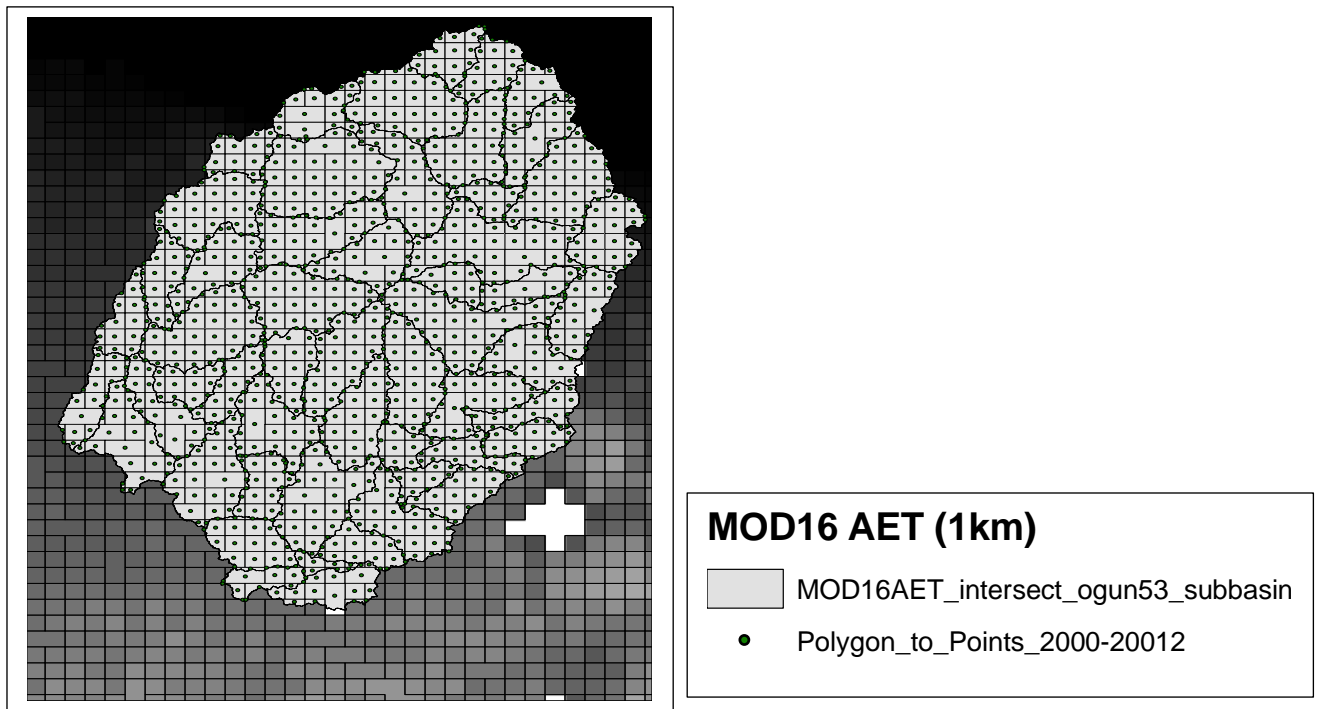 MOD16 AET (1km)
MOD16AET_intersect_ogun53_subbasin
Polygon_to_Points_2000-20012